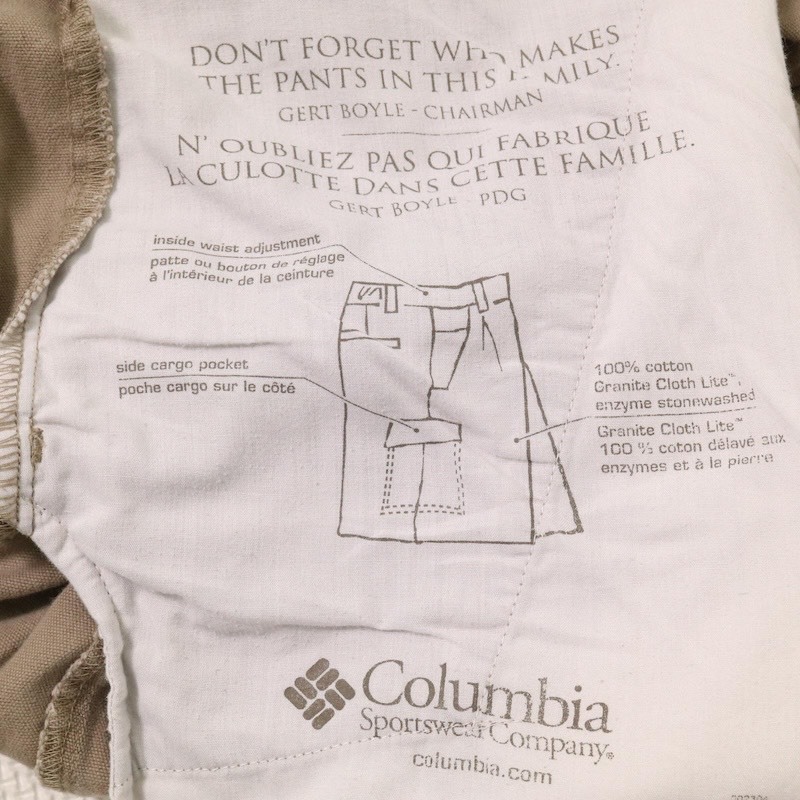 DON'T FORGET WHO MAKES
THE PANTS IN THIS FAMILY.
GERT BOYLE - CHAIRMAN
N' OUBLIEZ PAS QUI FABRIQUE
LA CULOTTE DANS CETTE FAMILLE.
GERT BOYLE - PDG
inside waist adjustment
patte ou bouton de réglage
à l'intérieur de la ceinture
side cargo pocket
poche cargo sur le côté
100% cotton
Granite Cloth Lite™,
enzyme stonewashed
Granite Cloth Lite™
100 % coton délavé aux
enzymes et à la pierre
Columbia
Sportswear Company®
columbia.com